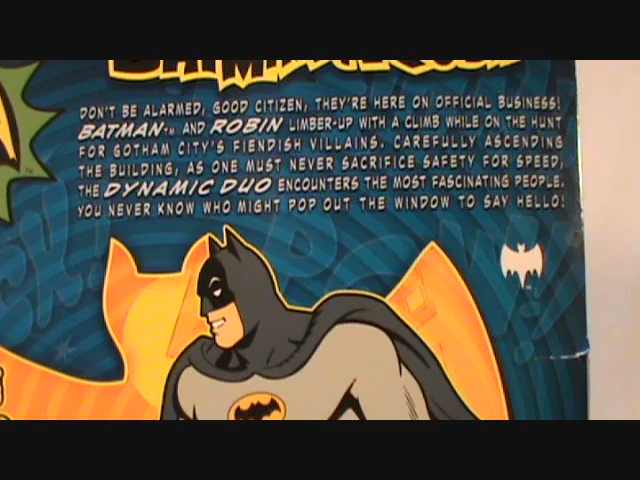 DON'T BE ALARMED, GOOD CITIZEN, THEY'RE HERE ON OFFICIAL BUSINESS!
BATMAN™ AND ROBIN LIMBER-UP WITH A CLIMB WHILE ON THE HUNT
FOR GOTHAM CITY'S FIENDISH VILLAINS. CAREFULLY ASCENDING
THE BUILDING, AS ONE MUST NEVER SACRIFICE SAFETY FOR SPEED,
THE DYNAMIC DUO ENCOUNTERS THE MOST FASCINATING PEOPLE.
YOU NEVER KNOW WHO MIGHT POP OUT THE WINDOW TO SAY HELLO!
POW!